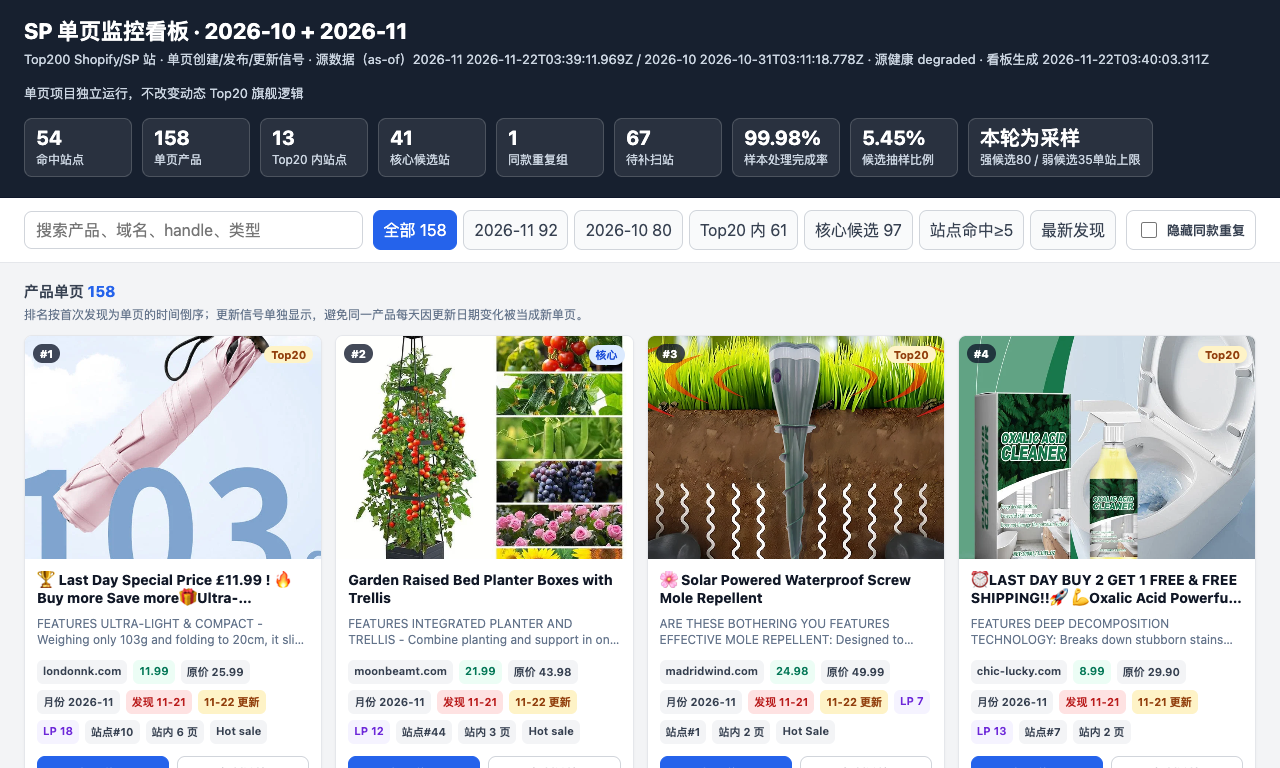 SP 单页监控看板 · 2026-10 + 2026-11
Top200 Shopify/SP 站 · 单页创建/发布/更新信号 · 源数据（as-of）2026-11 2026-11-22T03:39:11.969Z / 2026-10 2026-10-31T03:11:18.778Z · 源健康 degraded · 看板生成 2026-11-22T03:40:03.311Z
单页项目独立运行，不改变动态 Top20 旗舰逻辑
54
命中站点
158
单页产品
13
Top20 内站点
41
核心候选站
1
同款重复组
67
待补扫站
99.98%
样本处理完成率
5.45%
候选抽样比例
本轮为采样
强候选80 / 弱候选35单站上限
搜索产品、域名、handle、类型
全部 158
2026-11 92
2026-10 80
Top20 内 61
核心候选 97
站点命中≥5
最新发现
隐藏同款重复
产品单页 158
排名按首次发现为单页的时间倒序；更新信号单独显示，避免同一产品每天因更新日期变化被当成新单页。
#1
Top20
103
🏆 Last Day Special Price £11.99 ! 🔥
Buy more Save more🎁Ultra-...
FEATURES ULTRA-LIGHT & COMPACT -
Weighing only 103g and folding to 20cm, it sli...
londonnk.com 11.99 原价 25.99
月份 2026-11 发现 11-21 11-22 更新
LP 18 站点#10 站内 6 页 Hot sale
#2
核心
Garden Raised Bed Planter Boxes with
Trellis
FEATURES INTEGRATED PLANTER AND
TRELLIS - Combine planting and support in on...
moonbeamt.com 21.99 原价 43.98
月份 2026-11 发现 11-21 11-22 更新
LP 12 站点#44 站内 3 页 Hot sale
#3
Top20
🌸Solar Powered Waterproof Screw
Mole Repellent
ARE THESE BOTHERING YOU FEATURES
EFFECTIVE MOLE REPELLENT: Designed to...
madridwind.com 24.98 原价 49.99
月份 2026-11 发现 11-21 11-22 更新 LP 7
站点#1 站内 2 页 Hot Sale
#4
Top20
OXALIC ACID
CLEANER
OXALIC ACID
CLEANER
⏰LAST DAY BUY 2 GET 1 FREE & FREE
SHIPPING!!🚀 💪Oxalic Acid Powerfu...
FEATURES DEEP DECOMPOSITION
TECHNOLOGY: Breaks down stubborn stains...
chic-lucky.com 8.99 原价 29.90
月份 2026-11 发现 11-21 11-21 更新
LP 13 站点#7 站内 2 页